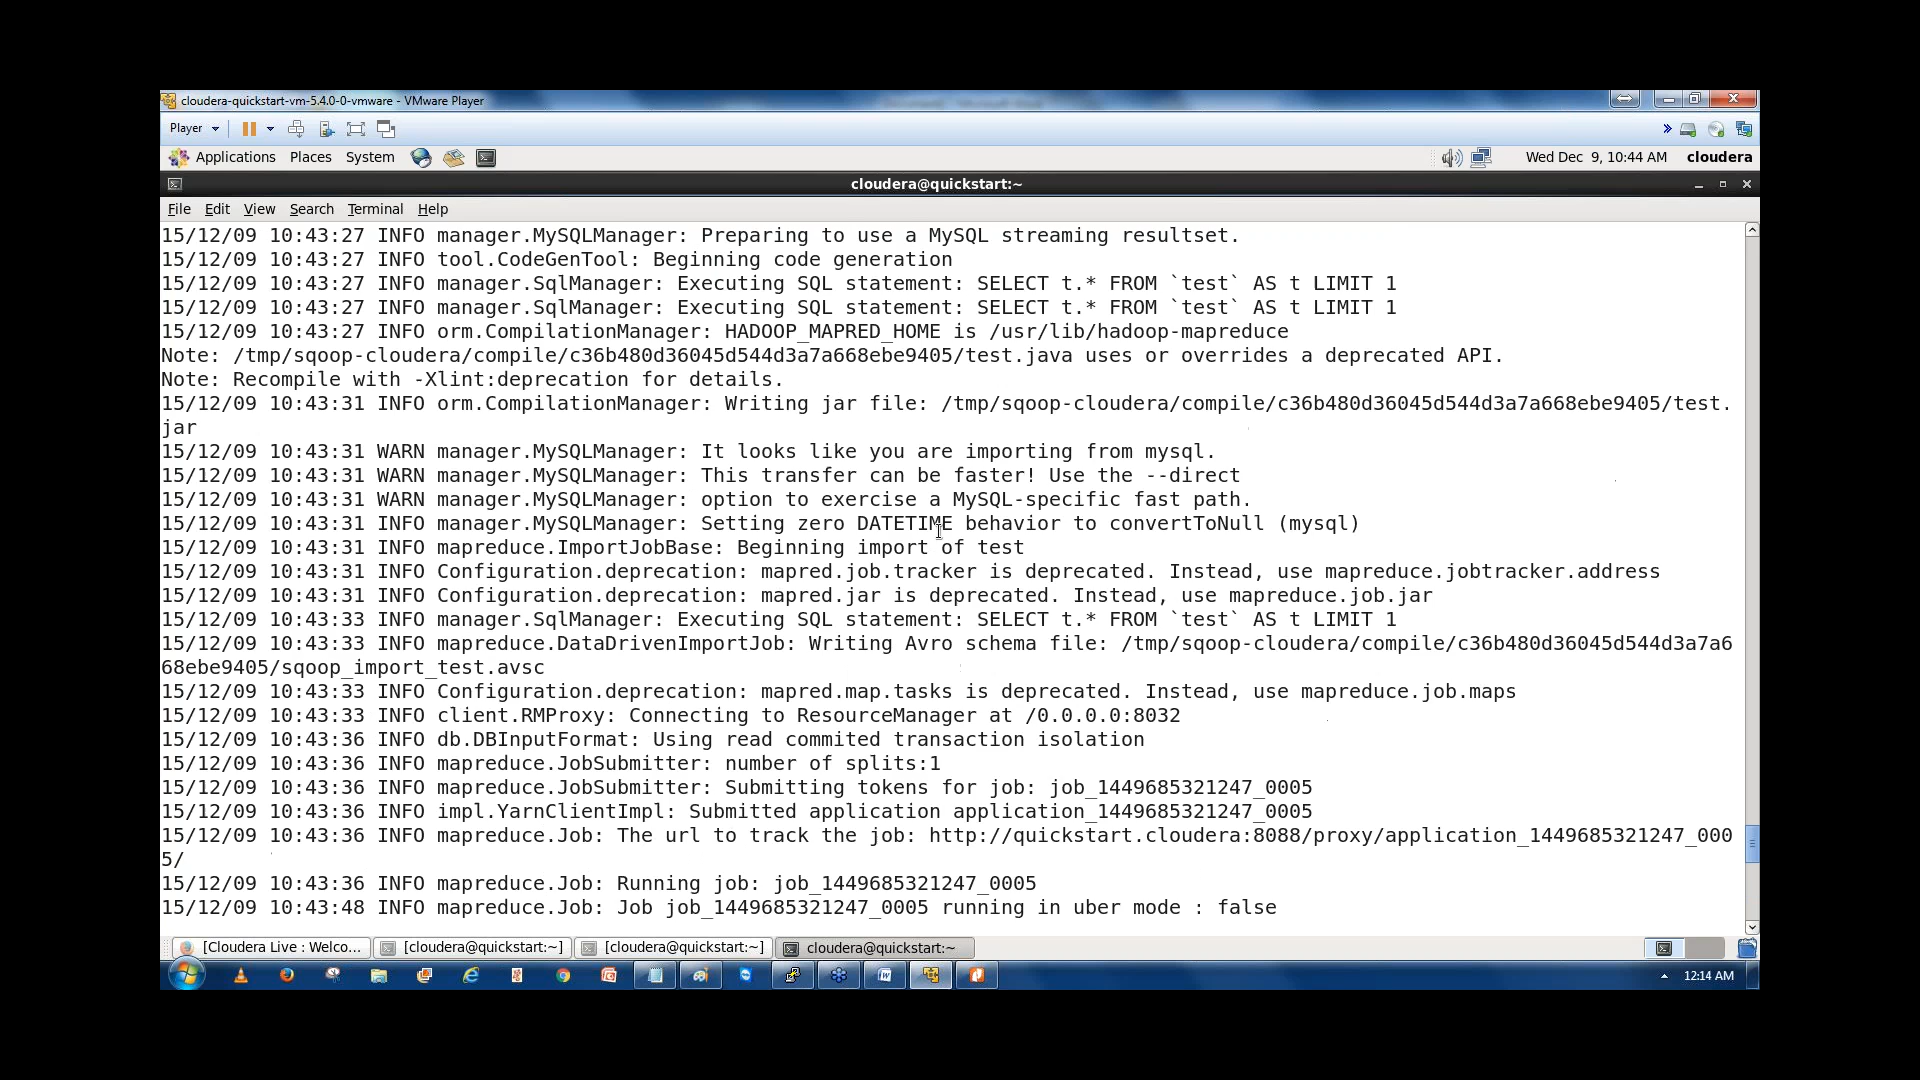 cloudera-quickstart-vm-5.4.0-0-vmware - VMware Player
Player
Applications Places System Wed Dec 9, 10:44 AM cloudera
cloudera@quickstart:~
File Edit View Search Terminal Help
15/12/09 10:43:27 INFO manager.MySQLManager: Preparing to use a MySQL streaming resultset.
15/12/09 10:43:27 INFO tool.CodeGenTool: Beginning code generation
15/12/09 10:43:27 INFO manager.SqlManager: Executing SQL statement: SELECT t.* FROM `test` AS t LIMIT 1
15/12/09 10:43:27 INFO manager.SqlManager: Executing SQL statement: SELECT t.* FROM `test` AS t LIMIT 1
15/12/09 10:43:27 INFO orm.CompilationManager: HADOOP_MAPRED_HOME is /usr/lib/hadoop-mapreduce
Note: /tmp/sqoop-cloudera/compile/c36b480d36045d544d3a7a668ebe9405/test.java uses or overrides a deprecated API.
Note: Recompile with -Xlint:deprecation for details.
15/12/09 10:43:31 INFO orm.CompilationManager: Writing jar file: /tmp/sqoop-cloudera/compile/c36b480d36045d544d3a7a668ebe9405/test.
jar
15/12/09 10:43:31 WARN manager.MySQLManager: It looks like you are importing from mysql.
15/12/09 10:43:31 WARN manager.MySQLManager: This transfer can be faster! Use the --direct
15/12/09 10:43:31 WARN manager.MySQLManager: option to exercise a MySQL-specific fast path.
15/12/09 10:43:31 INFO manager.MySQLManager: Setting zero DATETIME behavior to convertToNull (mysql)
15/12/09 10:43:31 INFO mapreduce.ImportJobBase: Beginning import of test
15/12/09 10:43:31 INFO Configuration.deprecation: mapred.job.tracker is deprecated. Instead, use mapreduce.jobtracker.address
15/12/09 10:43:31 INFO Configuration.deprecation: mapred.jar is deprecated. Instead, use mapreduce.job.jar
15/12/09 10:43:33 INFO manager.SqlManager: Executing SQL statement: SELECT t.* FROM `test` AS t LIMIT 1
15/12/09 10:43:33 INFO mapreduce.DataDrivenImportJob: Writing Avro schema file: /tmp/sqoop-cloudera/compile/c36b480d36045d544d3a7a6
68ebe9405/sqoop_import_test.avsc
15/12/09 10:43:33 INFO Configuration.deprecation: mapred.map.tasks is deprecated. Instead, use mapreduce.job.maps
15/12/09 10:43:33 INFO client.RMProxy: Connecting to ResourceManager at /0.0.0.0:8032
15/12/09 10:43:36 INFO db.DBInputFormat: Using read commited transaction isolation
15/12/09 10:43:36 INFO mapreduce.JobSubmitter: number of splits:1
15/12/09 10:43:36 INFO mapreduce.JobSubmitter: Submitting tokens for job: job_1449685321247_0005
15/12/09 10:43:36 INFO impl.YarnClientImpl: Submitted application application_1449685321247_0005
15/12/09 10:43:36 INFO mapreduce.Job: The url to track the job: http://quickstart.cloudera:8088/proxy/application_1449685321247_000
5/
15/12/09 10:43:36 INFO mapreduce.Job: Running job: job_1449685321247_0005
15/12/09 10:43:48 INFO mapreduce.Job: Job job_1449685321247_0005 running in uber mode : false
[Cloudera Live : Welco... [cloudera@quickstart:~] [cloudera@quickstart:~] cloudera@quickstart:~
12:14 AM